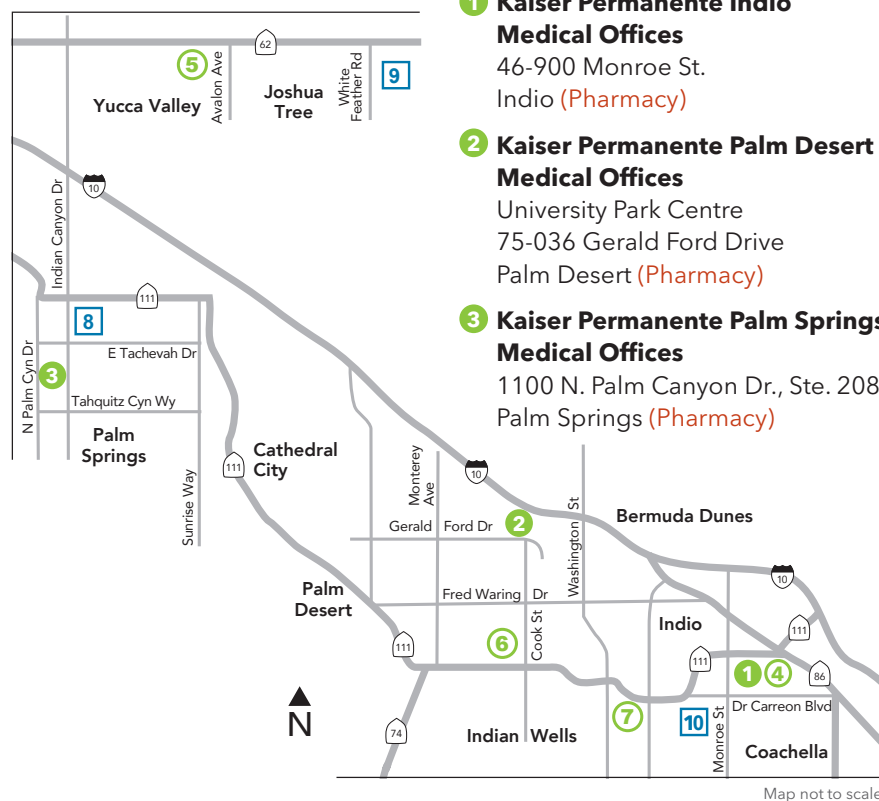 1 Kaiser Permanente Indio
Medical Offices
46-900 Monroe St.
Indio (Pharmacy)
2 Kaiser Permanente Palm Desert
Medical Offices
University Park Centre
75-036 Gerald Ford Drive
Palm Desert (Pharmacy)
3 Kaiser Permanente Palm Springs
Medical Offices
1100 N. Palm Canyon Dr., Ste. 208
Palm Springs (Pharmacy)
62
5
Avalon Ave
White
Feather Rd
9
Yucca Valley
Joshua
Tree
Indian Canyon Dr
10
111
8
E Tachevah Dr
N Palm Cyn Dr
3
Tahquitz Cyn Wy
Palm
Springs
Sunrise Way
111
Cathedral
City
Monterey
Ave
10
Washington St
Gerald Ford Dr
2
Bermuda Dunes
10
Palm
Desert
Fred Waring Dr
Cook St
Indio
111
6
111
111
1
4
86
7
10
Monroe St
Dr Carreon Blvd
N
74
Indian Wells
Coachella
Map not to scale